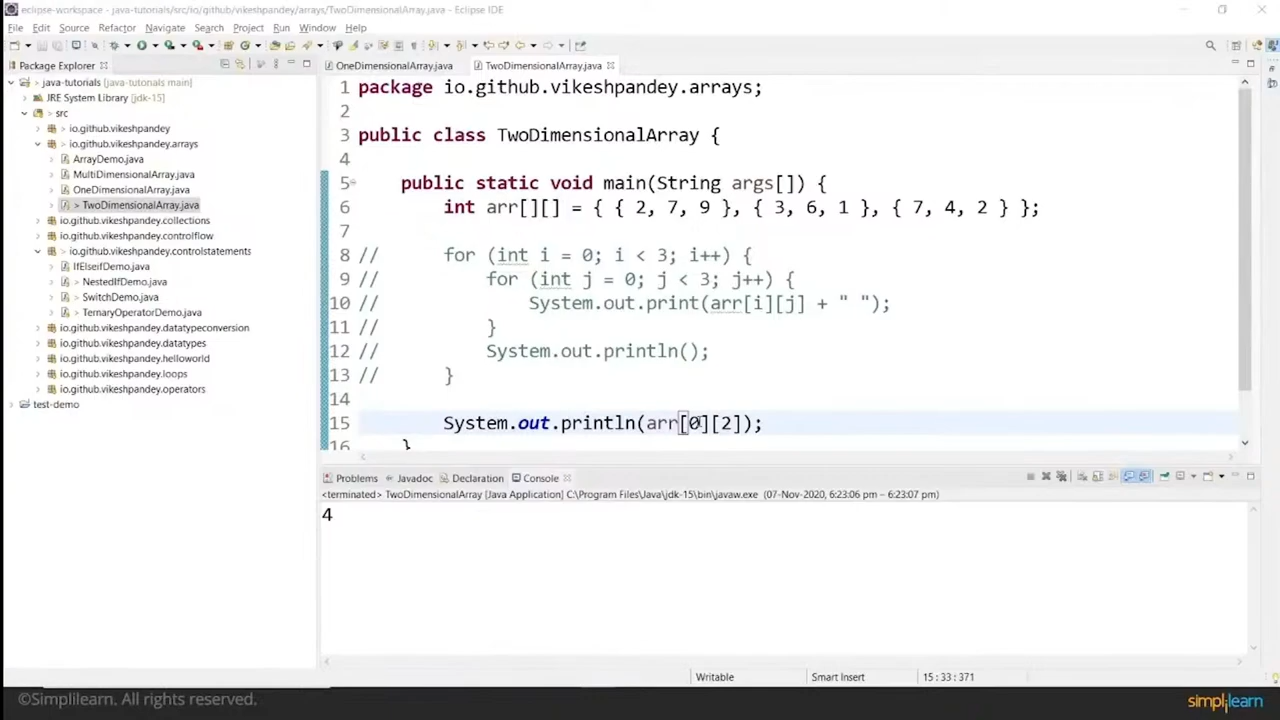 eclipse-workspace - java-tutorials/src/io/github/vikeshpandey/arrays/TwoDimensionalArray.java - Eclipse IDE
File Edit Source Refactor Navigate Search Project Run Window Help
Package Explorer
OneDimensionalArray.java
TwoDimensionalArray.java
> java-tutorials [java-tutorials main]
JRE System Library [jdk-15]
> src
io.github.vikeshpandey
> io.github.vikeshpandey.arrays
ArrayDemo.java
MultiDimensionalArray.java
OneDimensionalArray.java
> TwoDimensionalArray.java
io.github.vikeshpandey.collections
io.github.vikeshpandey.controlflow
> io.github.vikeshpandey.controlstatements
IfElseifDemo.java
> NestedIfDemo.java
> SwitchDemo.java
> TernaryOperatorDemo.java
io.github.vikeshpandey.datatypeconversion
io.github.vikeshpandey.datatypes
io.github.vikeshpandey.helloworld
io.github.vikeshpandey.loops
io.github.vikeshpandey.operators
test-demo
1 package io.github.vikeshpandey.arrays;
2
3 public class TwoDimensionalArray {
4
5 public static void main(String args[]) {
6 int arr[][] = { { 2, 7, 9 }, { 3, 6, 1 }, { 7, 4, 2 } };
7
8 // for (int i = 0; i < 3; i++) {
9 // for (int j = 0; j < 3; j++) {
10 // System.out.print(arr[i][j] + " ");
11 // }
12 // System.out.println();
13 // }
14
15 System.out.println(arr[0][2]);
16 }
Problems Javadoc Declaration Console
<terminated> TwoDimensionalArray [Java Application] C:\Program Files\Java\jdk-15\bin\javaw.exe (07-Nov-2020, 6:23:06 pm – 6:23:07 pm)
4
Writable Smart Insert 15 : 33 : 371
©Simplilearn. All rights reserved.
simplilearn